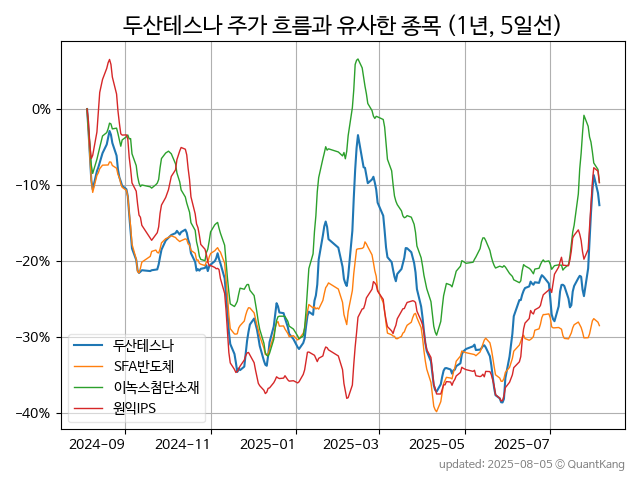 두산테스나 주가 흐름과 유사한 종목 (1년, 5일선)
0%
−10%
−20%
−30%
−40%
두산테스나
SFA반도체
이녹스첨단소재
원익IPS
2024-09 2024-11 2025-01 2025-03 2025-05 2025-07
updated: 2025-08-05 © QuantKang